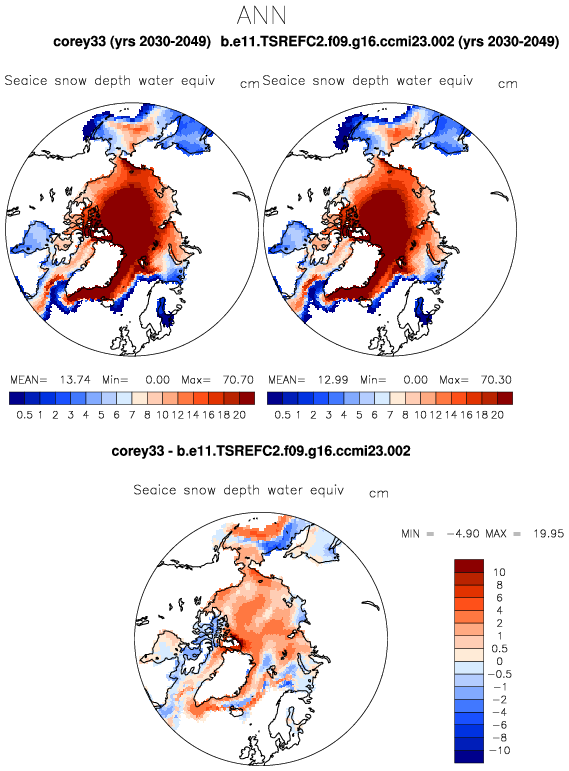 ANN
corey33 (yrs 2030-2049) b.e11.TSREFC2.f09.g16.ccmi23.002 (yrs 2030-2049)
Seaice snow depth water equiv cm Seaice snow depth water equiv cm
MEAN= 13.74 Min= 0.00 Max= 70.70 MEAN= 12.99 Min= 0.00 Max= 70.30
0.5 1 2 3 4 5 6 7 8 10 12 14 16 18 20 0.5 1 2 3 4 5 6 7 8 10 12 14 16 18 20
corey33 - b.e11.TSREFC2.f09.g16.ccmi23.002
Seaice snow depth water equiv cm
MIN = -4.90 MAX = 19.95
10
8
6
4
2
1
0.5
0
-0.5
-1
-2
-4
-6
-8
-10